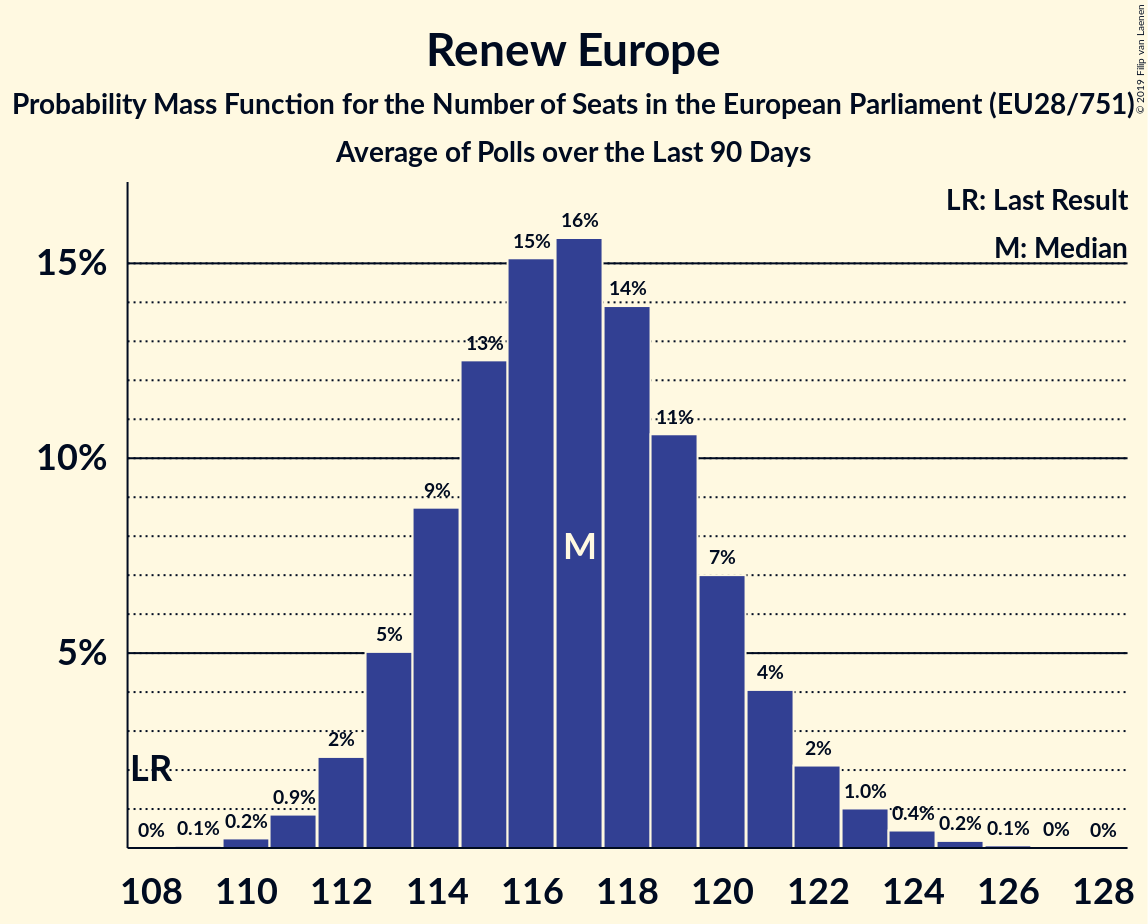 Renew Europe
Probability Mass Function for the Number of Seats in the European Parliament (EU28/751)
Average of Polls over the Last 90 Days
© 2019 Filip van Laenen
LR: Last Result
M: Median
15%
10%
5%
0%
0.1%
0.2%
0.9%
2%
5%
9%
13%
15%
16%
14%
11%
7%
4%
2%
1.0%
0.4%
0.2%
0.1%
0%
0%
LR
M
108 110 112 114 116 118 120 122 124 126 128